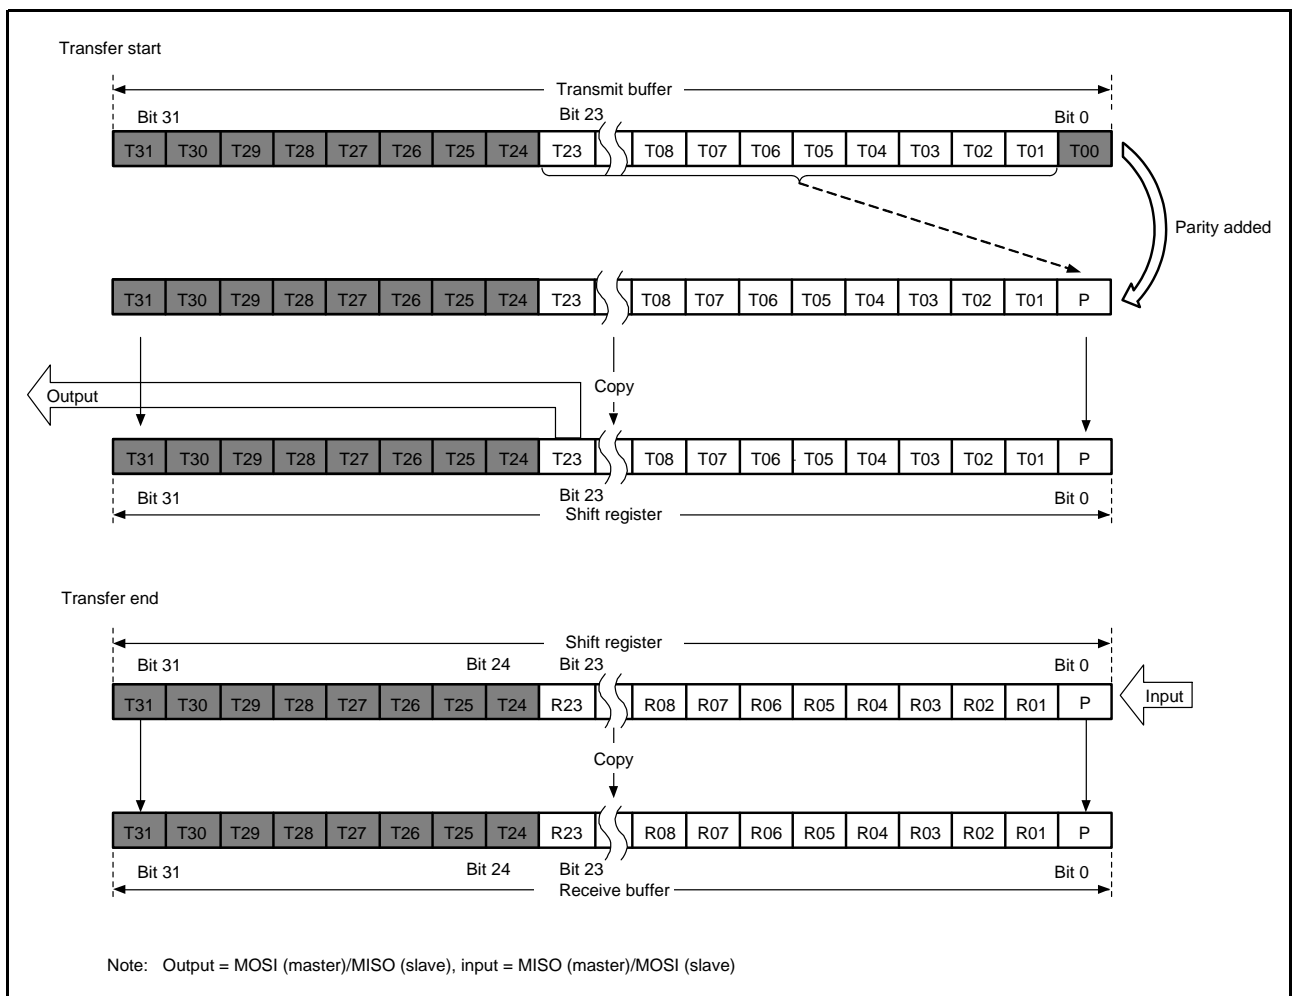 Transfer start
Transmit buffer
Bit 31 Bit 23 Bit 0
T31 T30 T29 T28 T27 T26 T25 T24 T23 T08 T07 T06 T05 T04 T03 T02 T01 T00
Parity added
T31 T30 T29 T28 T27 T26 T25 T24 T23 T08 T07 T06 T05 T04 T03 T02 T01 P
Output Copy
T31 T30 T29 T28 T27 T26 T25 T24 T23 T08 T07 T06 T05 T04 T03 T02 T01 P
Bit 31 Bit 23 Bit 0
Shift register
Transfer end
Shift register
Bit 31 Bit 24 Bit 23 Bit 0
T31 T30 T29 T28 T27 T26 T25 T24 R23 R08 R07 R06 R05 R04 R03 R02 R01 P Input
Copy
T31 T30 T29 T28 T27 T26 T25 T24 R23 R08 R07 R06 R05 R04 R03 R02 R01 P
Bit 31 Bit 24 Bit 23 Bit 0
Receive buffer
Note: Output = MOSI (master)/MISO (slave), input = MISO (master)/MOSI (slave)